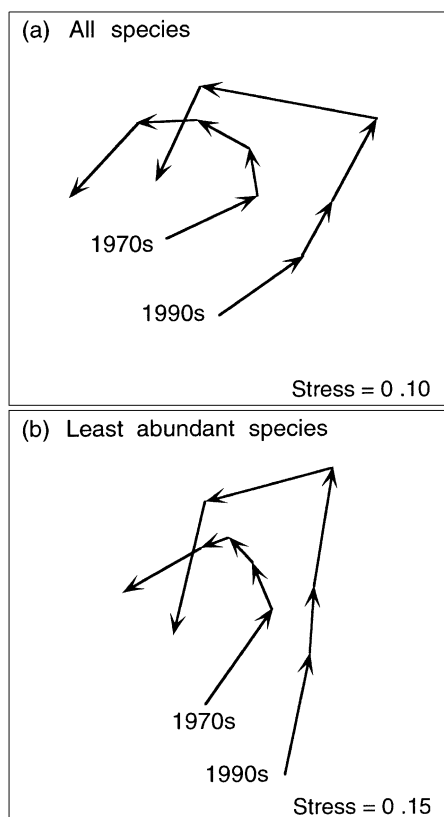 (a) All species
1970s
1990s
Stress = 0 .10
(b) Least abundant species
1970s
1990s
Stress = 0 .15